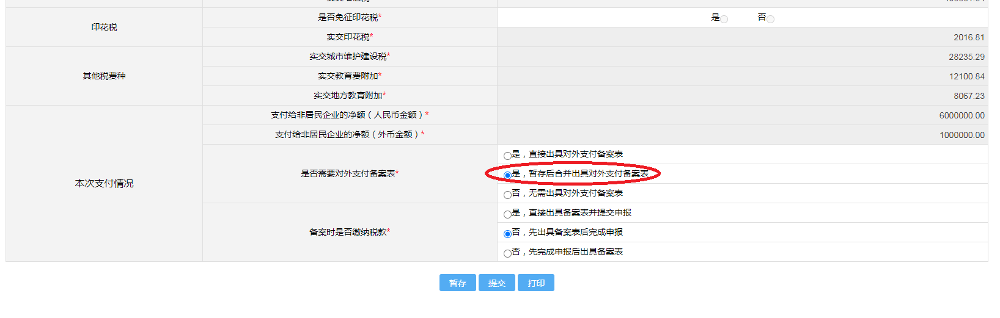 印花税
是否免征印花税*
是 否
实交印花税*
2016.81
其他税费种
实交城市维护建设税*
28235.29
实交教育费附加*
12100.84
实交地方教育附加*
8067.23
本次支付情况
支付给非居民企业的净额（人民币金额）*
6000000.00
支付给非居民企业的净额（外币金额）*
1000000.00
是否需要对外支付备案表*
是，直接出具对外支付备案表
是，暂存后合并出具对外支付备案表
否，无需出具对外支付备案表
备案时是否缴纳税款*
是，直接出具备案表并提交申报
否，先出具备案表后完成申报
否，先完成申报后出具备案表
暂存 提交 打印